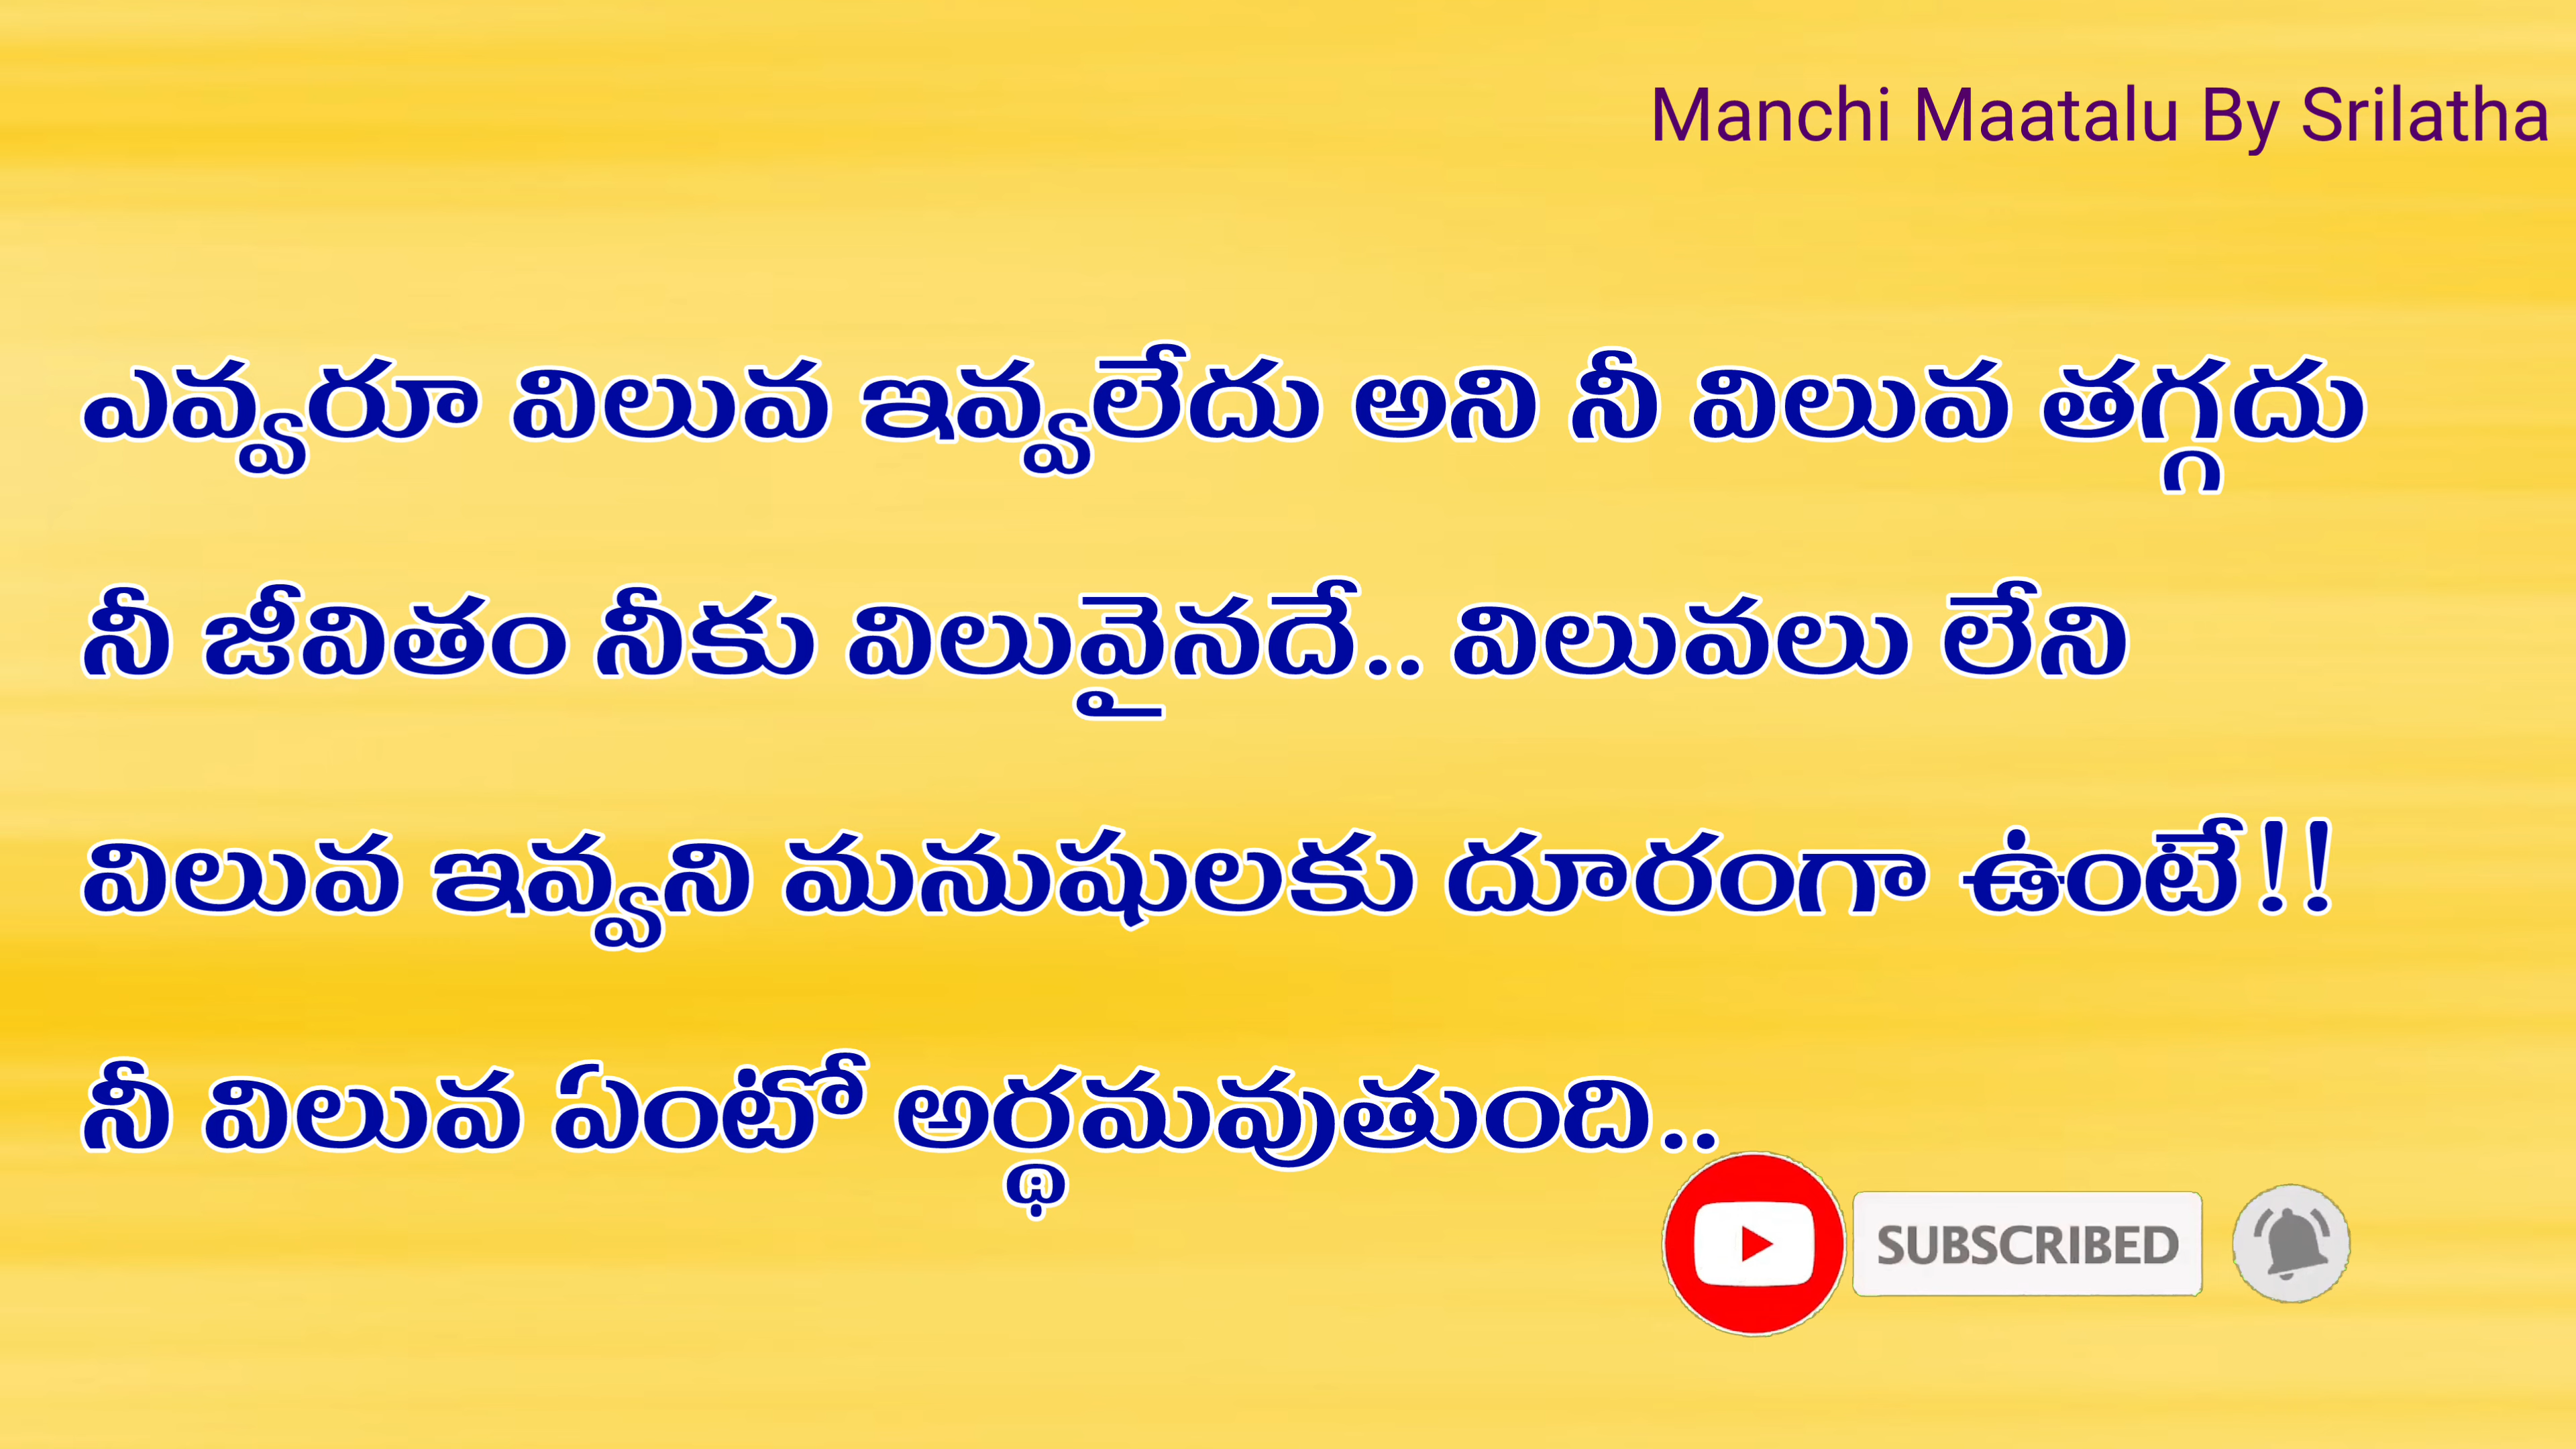 Manchi Maatalu By Srilatha
ఎవ్వరూ విలువ ఇవ్వలేదు అని నీ విలువ తగ్గదు
నీ జీవితం నీకు విలువైనదే.. విలువలు లేని
విలువ ఇవ్వని మనుషులకు దూరంగా ఉంటే!!
నీ విలువ ఏంటో అర్థమవుతుంది..
SUBSCRIBED